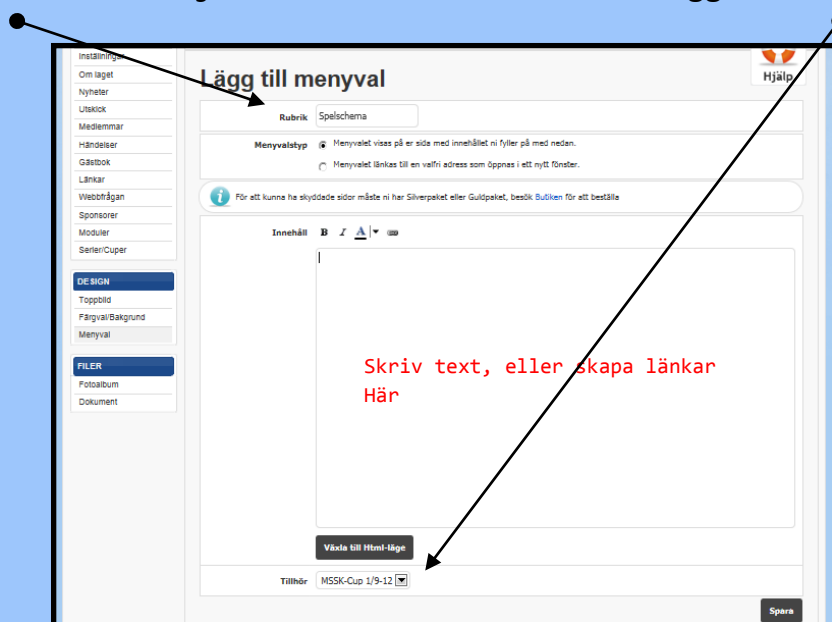 Inställningar
Om laget
Nyheter
Utskick
Medlemmar
Händelser
Gästbok
Länkar
Webbfrågan
Sponsorer
Moduler
Serier/Cuper
DESIGN
Toppbild
Färgval/Bakgrund
Menyval
FILER
Fotoalbum
Dokument
Lägg till menyval
Hjälp
Rubrik Spelschema
Menyvalstyp Menyvalet visas på er sida med innehållet ni fyller på med nedan.
Menyvalet länkas till en valfri adress som öppnas i ett nytt fönster.
För att kunna ha skyddade sidor måste ni har Silverpaket eller Guldpaket, besök Butiken för att beställa
Innehåll B I A
Skriv text, eller skapa länkar
Här
Växla till Html-läge
Tillhör MSSK-Cup 1/9-12
Spara